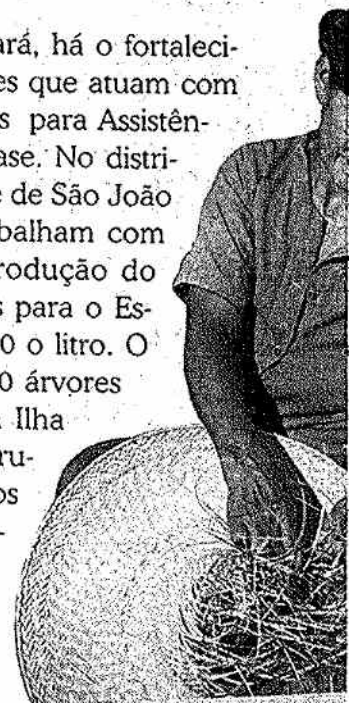 ará, há o fortaleci-
es que atuam com
s para Assistên-
ase. No distri-
e de São João
balham com
rodução do
s para o Es-
0 o litro. O
0 árvores
Ilha
ru-
os
-